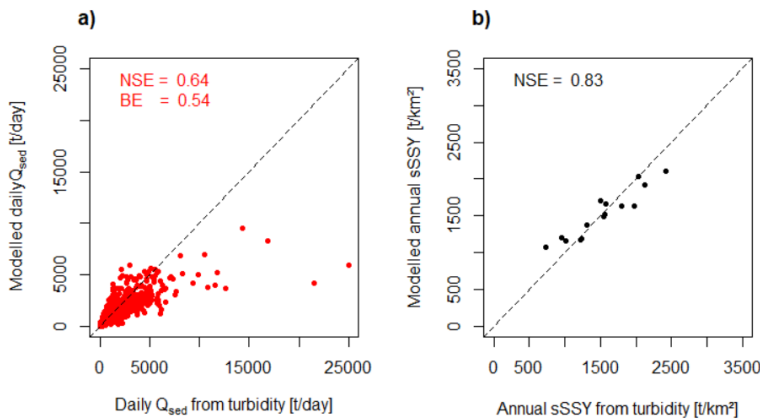 a)
NSE = 0.64
BE = 0.54
Modelled daily Qsed [t/day]
25000
15000
5000
0
0 5000 15000 25000
Daily Qsed from turbidity [t/day]
b)
NSE = 0.83
Modelled annual sSSY [t/km²]
3500
2500
1500
500
0
0 500 1500 2500 3500
Annual sSSY from turbidity [t/km²]